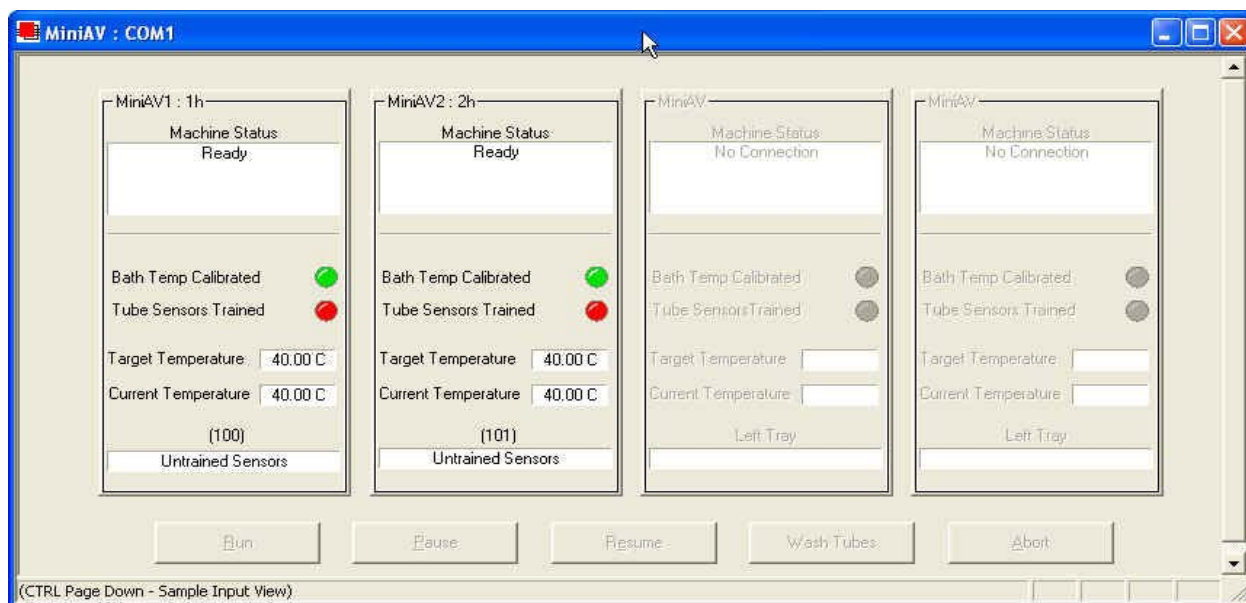 MiniAV : COM1
MiniAV1 : 1h
Machine Status
Ready
Bath Temp Calibrated
Tube Sensors Trained
Target Temperature 40.00 C
Current Temperature 40.00 C
(100)
Untrained Sensors
MiniAV2 : 2h
Machine Status
Ready
Bath Temp Calibrated
Tube Sensors Trained
Target Temperature 40.00 C
Current Temperature 40.00 C
(101)
Untrained Sensors
MiniAV
Machine Status
No Connection
Bath Temp Calibrated
Tube SensorsTrained
Target Temperature
Current Temperature
Left Tray
MiniAV
Machine Status
No Connection
Bath Temp Calibrated
Tube Sensors Trained
Target Temperature
Current Temperature
Left Tray
Run
Pause
Resume
Wash Tubes
Abort
(CTRL Page Down - Sample Input View)